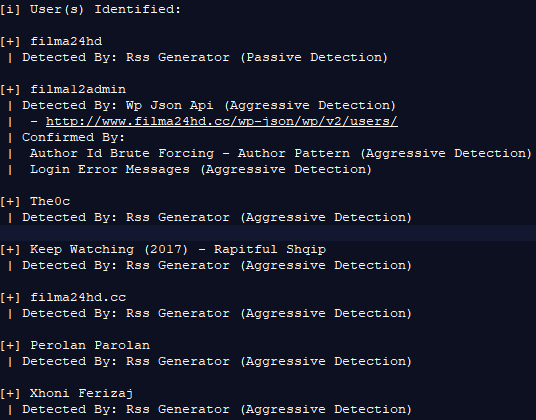 [i] User(s) Identified:
[+] filma24hd
| Detected By: Rss Generator (Passive Detection)
[+] filma12admin
| Detected By: Wp Json Api (Aggressive Detection)
| - http://www.filma24hd.cc/wp-json/wp/v2/users/
| Confirmed By:
| Author Id Brute Forcing - Author Pattern (Aggressive Detection)
| Login Error Messages (Aggressive Detection)
[+] The0c
| Detected By: Rss Generator (Aggressive Detection)
[+] Keep Watching (2017) - Rapitful Shqip
| Detected By: Rss Generator (Aggressive Detection)
[+] filma24hd.cc
| Detected By: Rss Generator (Aggressive Detection)
[+] Perolan Parolan
| Detected By: Rss Generator (Aggressive Detection)
[+] Xhoni Ferizaj
| Detected By: Rss Generator (Aggressive Detection)